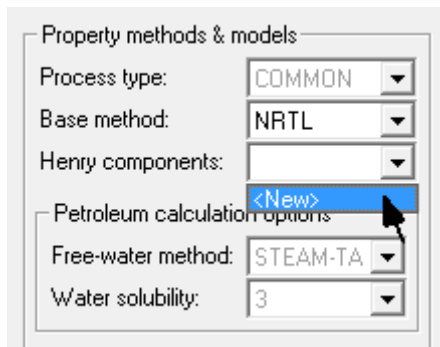 Property methods & models
Process type: COMMON
Base method: NRTL
Henry components:
<New>
Petroleum calculation options
Free-water method: STEAM-TA
Water solubility: 3